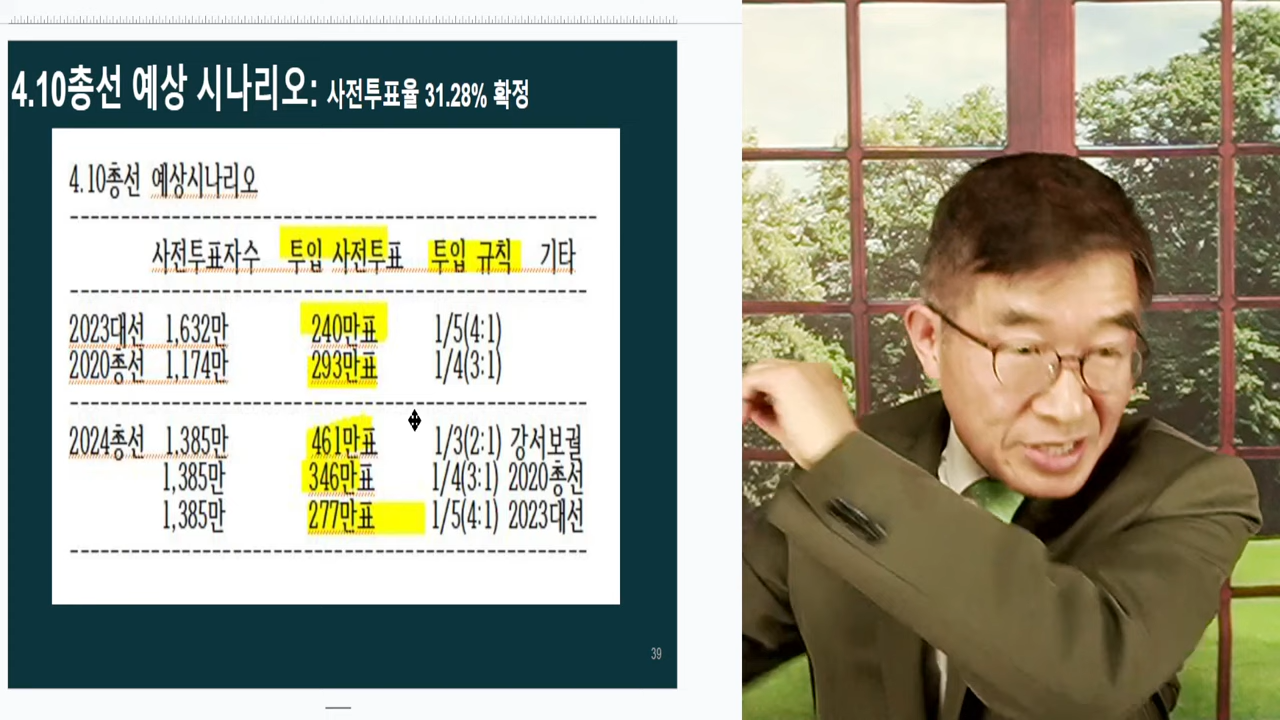 4.10총선 예상 시나리오: 사전투표율 31.28% 확정
4.10총선 예상시나리오
사전투표자수 투입 사전투표 투입 규칙 기타
2023대선 1,632만 240만표 1/5(4:1)
2020총선 1,174만 293만표 1/4(3:1)
2024총선 1.385만 461만표 1/3(2:1) 강서보궐
1,385만 346만표 1/4(3:1) 2020총선
1,385만 277만표 1/5(4:1) 2023대선
39